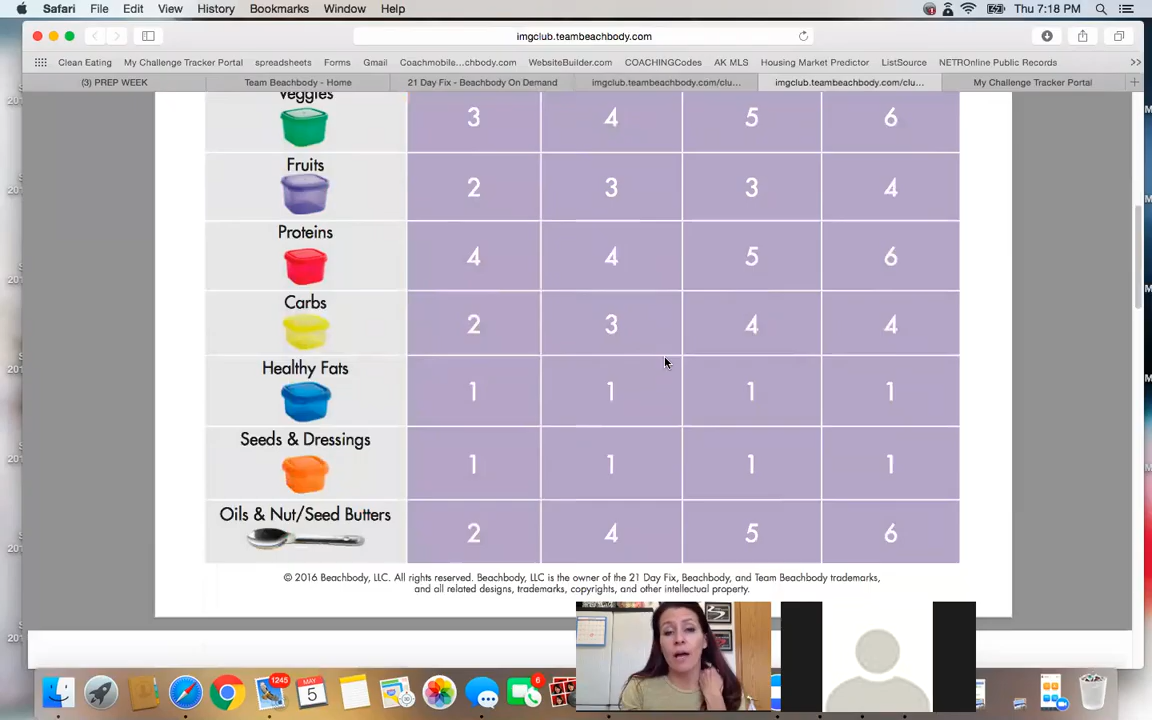 Safari File Edit View History Bookmarks Window Help Thu 7:18 PM
imgclub.teambeachbody.com
Clean Eating My Challenge Tracker Portal spreadsheets Forms Gmail Coachmobile...chbody.com WebsiteBuilder.com COACHINGCodes AK MLS Housing Market Predictor ListSource NETROnline Public Records >>
(3) PREP WEEK Team Beachbody - Home 21 Day Fix - Beachbody On Demand imgclub.teambeachbody.com/clu... imgclub.teambeachbody.com/clu... My Challenge Tracker Portal +
Veggies 3 4 5 6
Fruits 2 3 3 4
Proteins 4 4 5 6
Carbs 2 3 4 4
Healthy Fats 1 1 1 1
Seeds & Dressings 1 1 1 1
Oils & Nut/Seed Butters 2 4 5 6
© 2016 Beachbody, LLC. All rights reserved. Beachbody, LLC is the owner of the 21 Day Fix, Beachbody, and Team Beachbody trademarks,
and all related designs, trademarks, copyrights, and other intellectual property.
1245 MAY 5 6